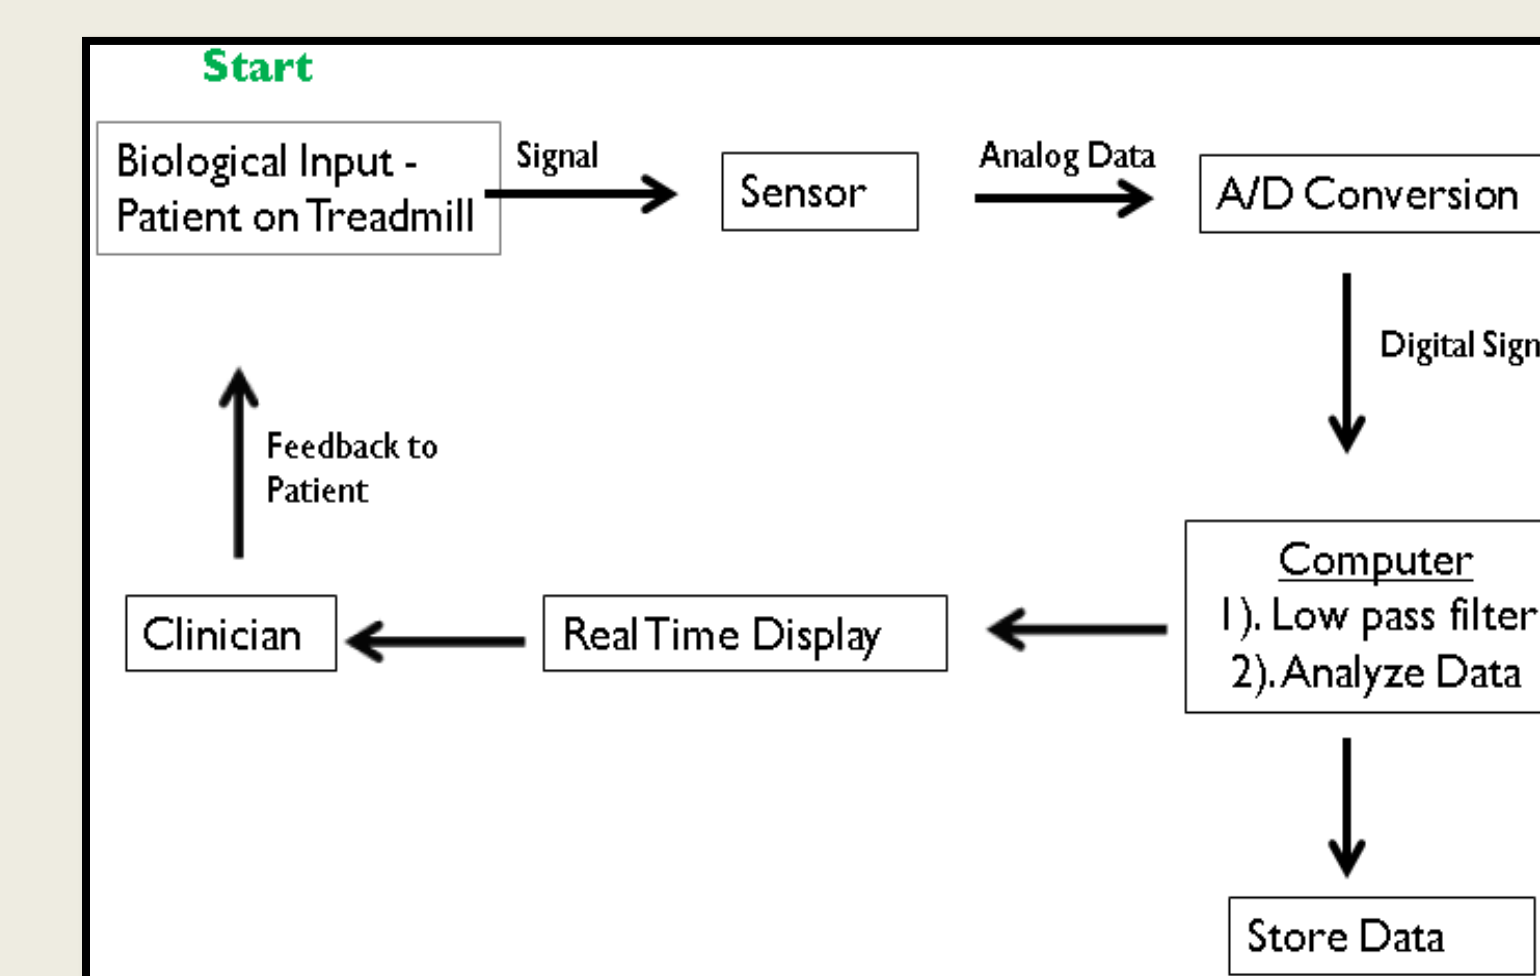 Start
Biological Input -
Patient on Treadmill
Signal
Sensor
Analog Data
A/D Conversion
Digital Sign
Feedback to
Patient
Clinician
Real Time Display
Computer
1). Low pass filter
2). Analyze Data
Store Data